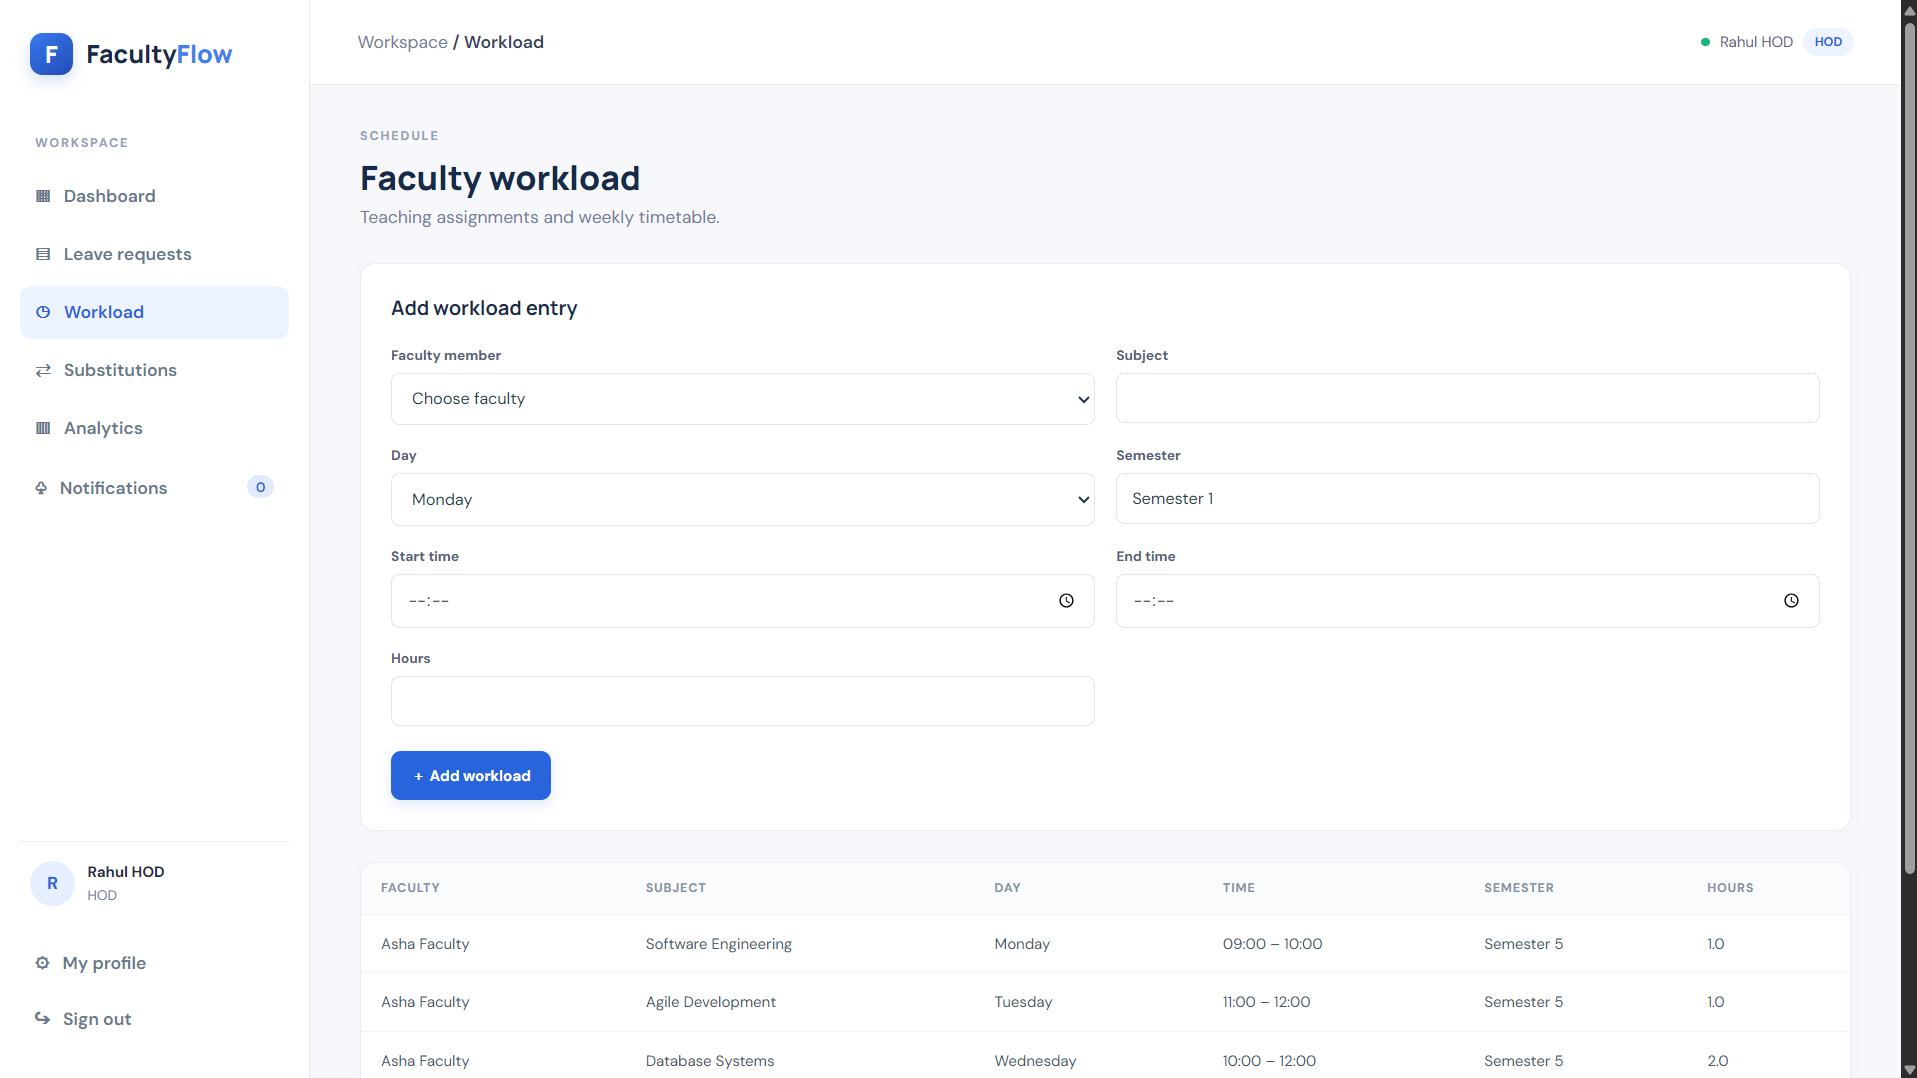 F FacultyFlow
WORKSPACE
Dashboard
Leave requests
Workload
Substitutions
Analytics
Notifications 0
R Rahul HOD
HOD
My profile
Sign out
Workspace / Workload
Rahul HOD HOD
SCHEDULE
Faculty workload
Teaching assignments and weekly timetable.
Add workload entry
Faculty member Subject
Choose faculty
Day Semester
Monday Semester 1
Start time End time
--:-- --:--
Hours
+ Add workload
FACULTY SUBJECT DAY TIME SEMESTER HOURS
Asha Faculty Software Engineering Monday 09:00 – 10:00 Semester 5 1.0
Asha Faculty Agile Development Tuesday 11:00 – 12:00 Semester 5 1.0
Asha Faculty Database Systems Wednesday 10:00 – 12:00 Semester 5 2.0